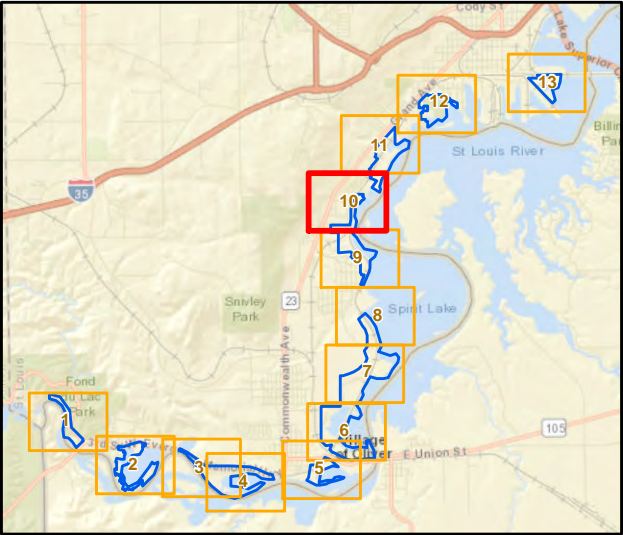 Cody St
Lake Superior
13
12
Grand Ave
Billin
Par
11
St Louis River
35
10
9
Snivley
Park
23
8
Spirit Lake
7
Commonwealth Ave
St Louis
Fond
du Lac
Park
1
6
105
Village
of Oliver
E Union St
2
3
4
5